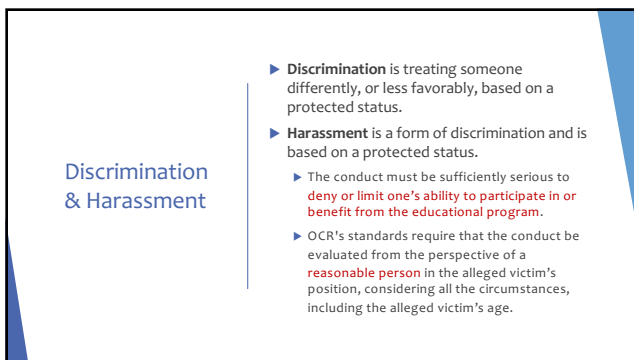 Discrimination
& Harassment
▶ Discrimination is treating someone
differently, or less favorably, based on a
protected status.
▶ Harassment is a form of discrimination and is
based on a protected status.
▶ The conduct must be sufficiently serious to
deny or limit one's ability to participate in or
benefit from the educational program.
▶ OCR's standards require that the conduct be
evaluated from the perspective of a
reasonable person in the alleged victim's
position, considering all the circumstances,
including the alleged victim's age.